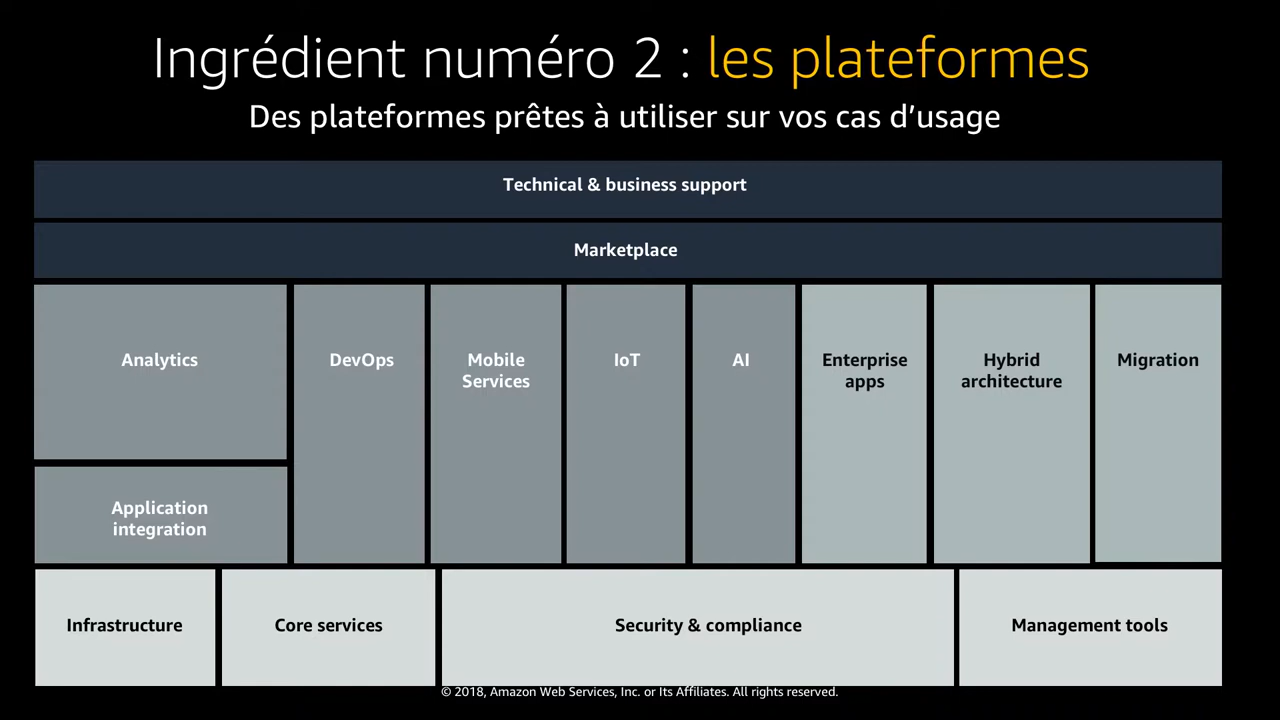 Ingrédient numéro 2 : les plateformes
Des plateformes prêtes à utiliser sur vos cas d’usage
Technical & business support
Marketplace
Analytics
DevOps
Mobile
Services
IoT
AI
Enterprise
apps
Hybrid
architecture
Migration
Application
integration
Infrastructure
Core services
Security & compliance
Management tools
© 2018, Amazon Web Services, Inc. or Its Affiliates. All rights reserved.